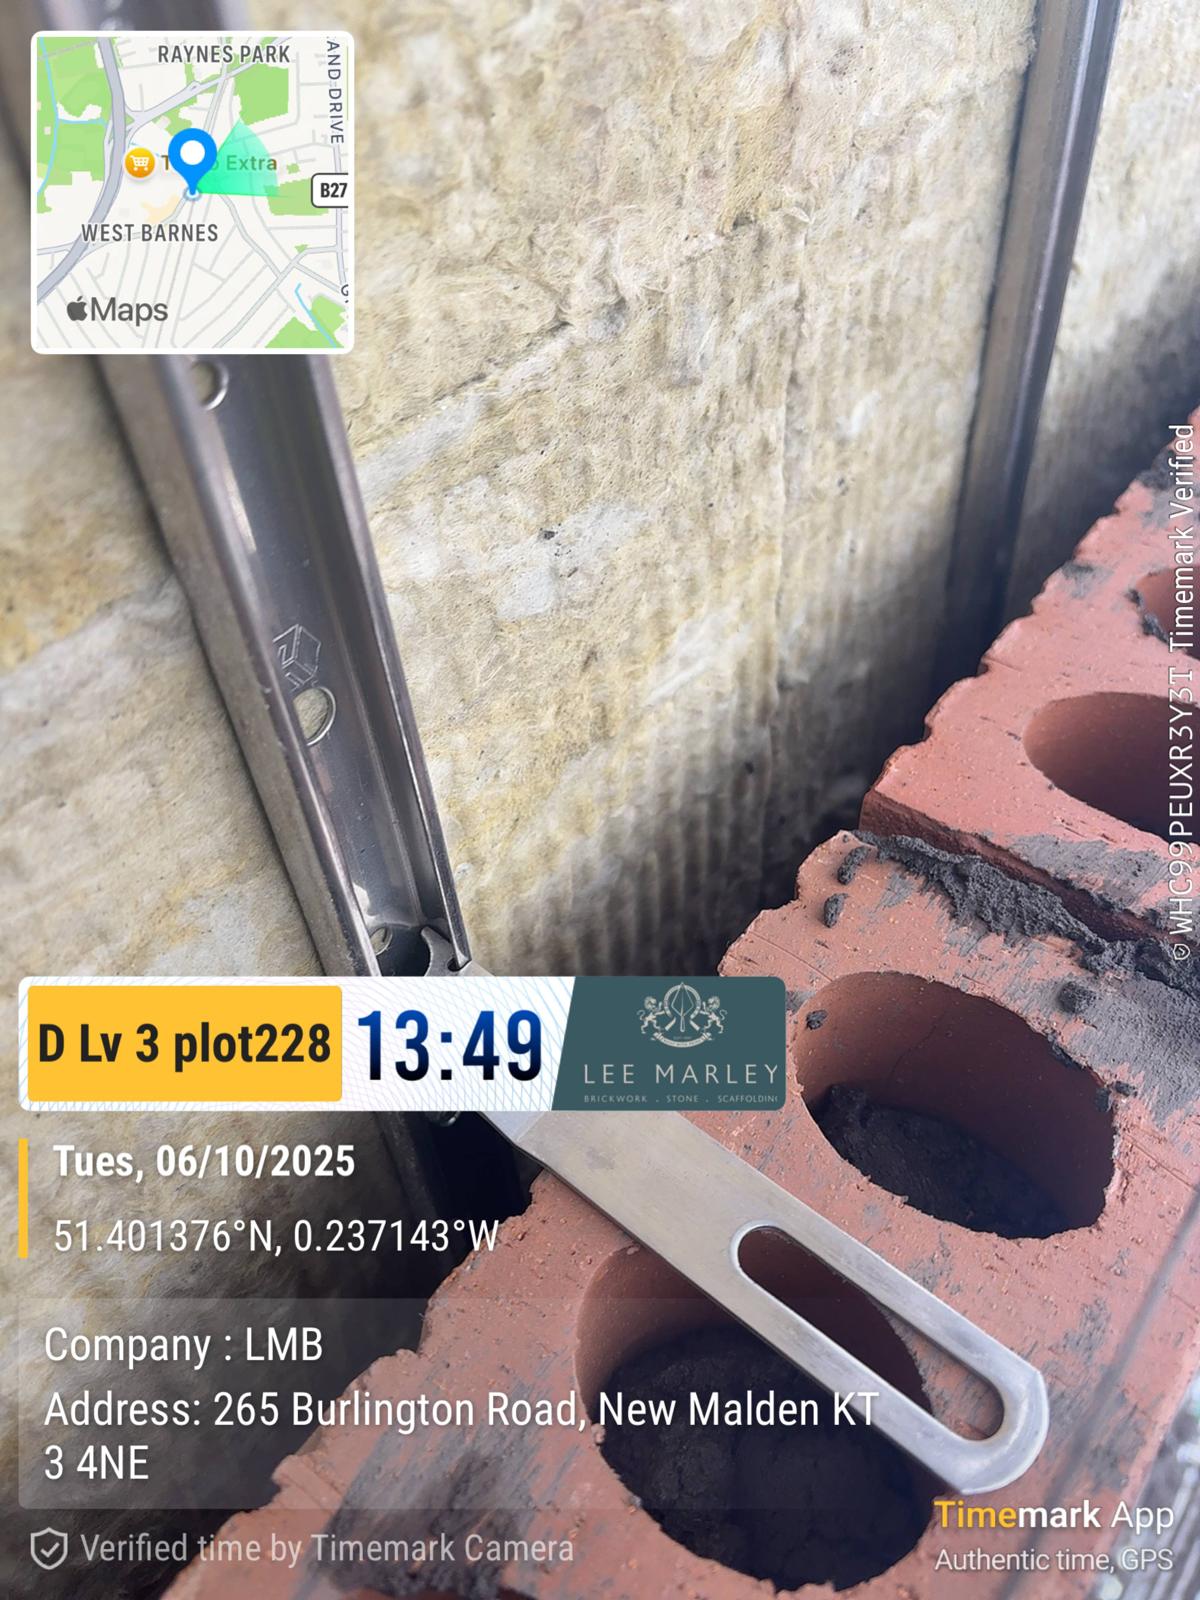 RAYNES PARK
AND DRIVE
Extra
B27
WEST BARNES
Maps
WHC99PEUXR3Y3T Timemark Verified
D Lv 3 plot228
13:49
LEE MARLEY
BRICKWORK . STONE . SCAFFOLDIN
Tues, 06/10/2025
51.401376°N, 0.237143°W
Company : LMB
Address: 265 Burlington Road, New Malden KT
3 4NE
Verified time by Timemark Camera
Timemark App
Authentic time, GPS